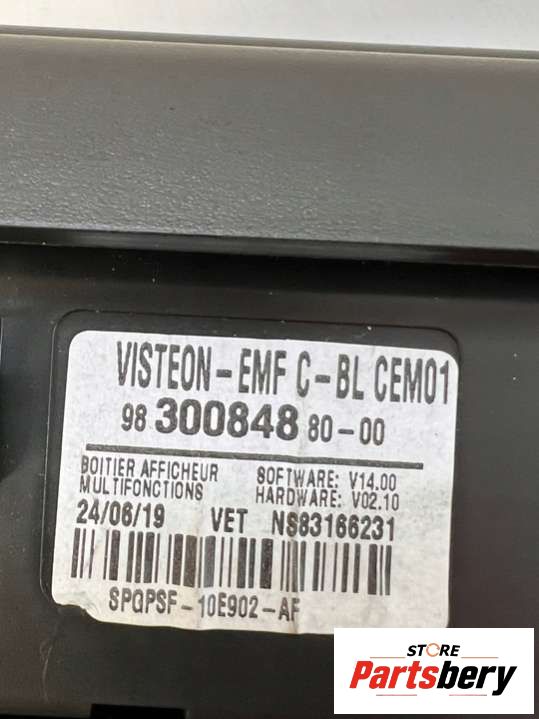 VISTEON-EMF C-BL CEM01
98 300848 80-00
BOITIER AFFICHEUR
MULTIFONCTIONS
SOFTWARE: V14.00
HARDWARE: V02.10
24/06/19 VET NS83166231
SPQPSF-10E902-AF
STORE
Partsbery